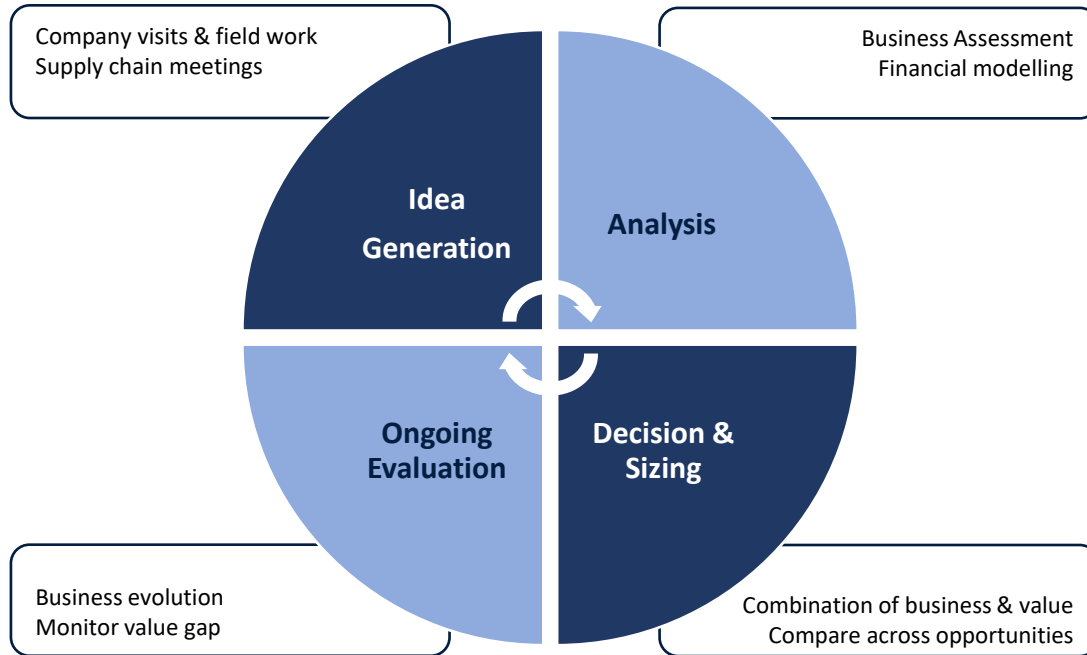 Company visits & field work
Supply chain meetings
Business Assessment
Financial modelling
Idea
Generation
Analysis
Ongoing
Evaluation
Decision &
Sizing
Business evolution
Monitor value gap
Combination of business & value
Compare across opportunities